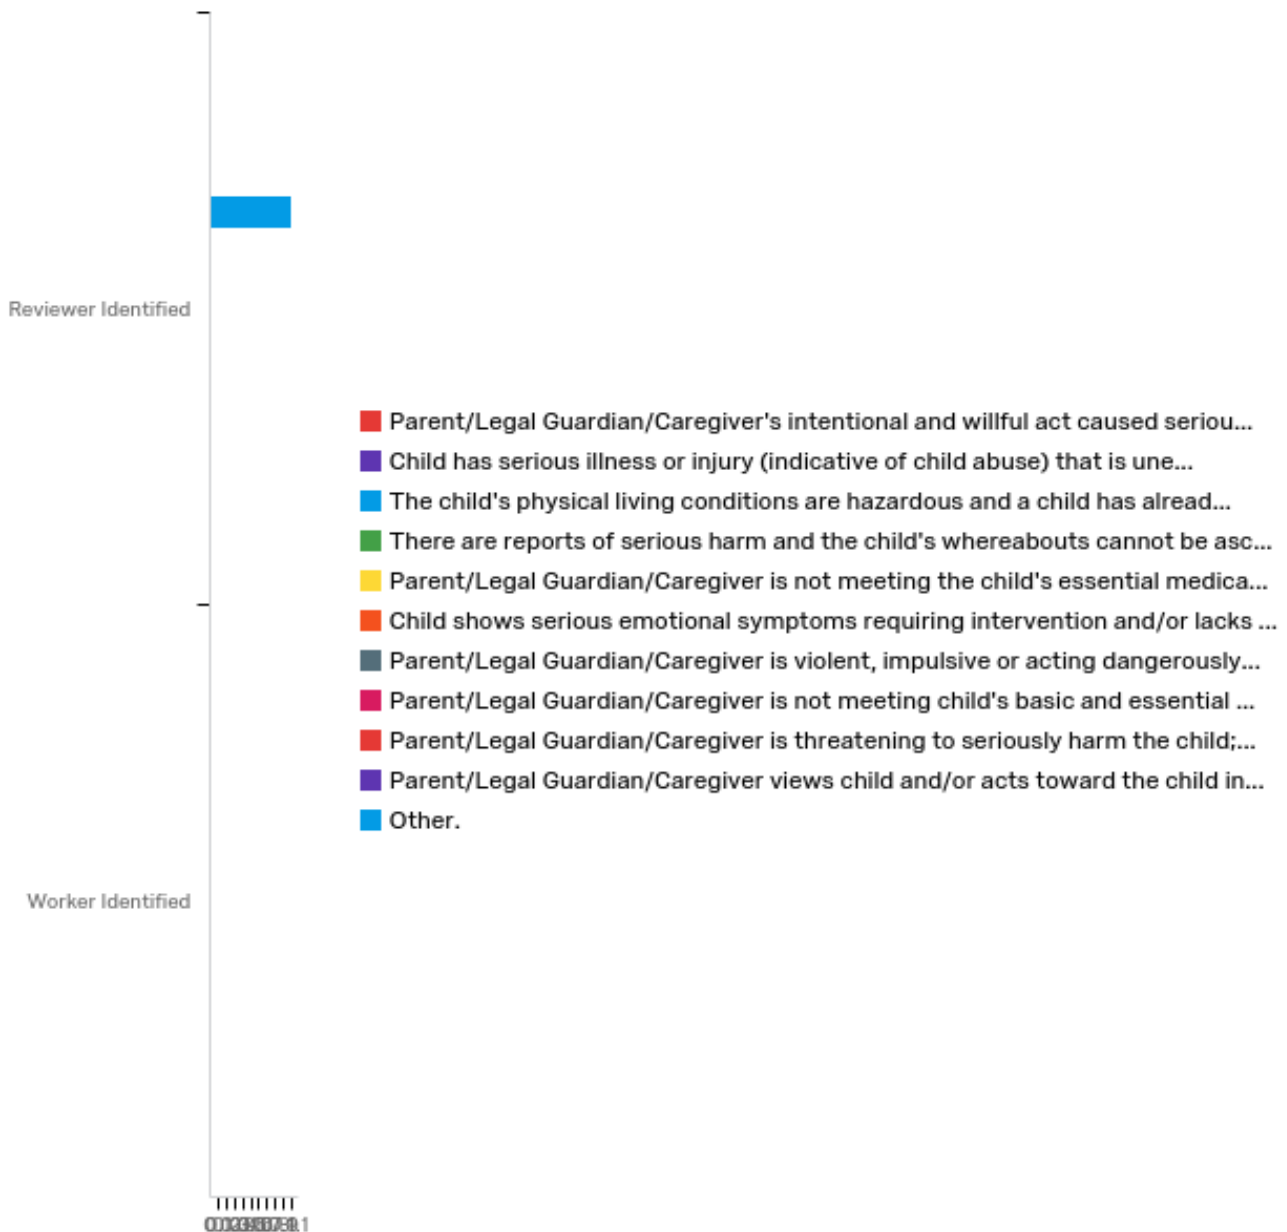 Reviewer Identified
Parent/Legal Guardian/Caregiver's intentional and willful act caused seriou...
Child has serious illness or injury (indicative of child abuse) that is une...
The child's physical living conditions are hazardous and a child has alread...
There are reports of serious harm and the child's whereabouts cannot be asc...
Parent/Legal Guardian/Caregiver is not meeting the child's essential medica...
Child shows serious emotional symptoms requiring intervention and/or lacks ...
Parent/Legal Guardian/Caregiver is violent, impulsive or acting dangerously...
Parent/Legal Guardian/Caregiver is not meeting child's basic and essential ...
Parent/Legal Guardian/Caregiver is threatening to seriously harm the child;...
Parent/Legal Guardian/Caregiver views child and/or acts toward the child in...
Other.
Worker Identified